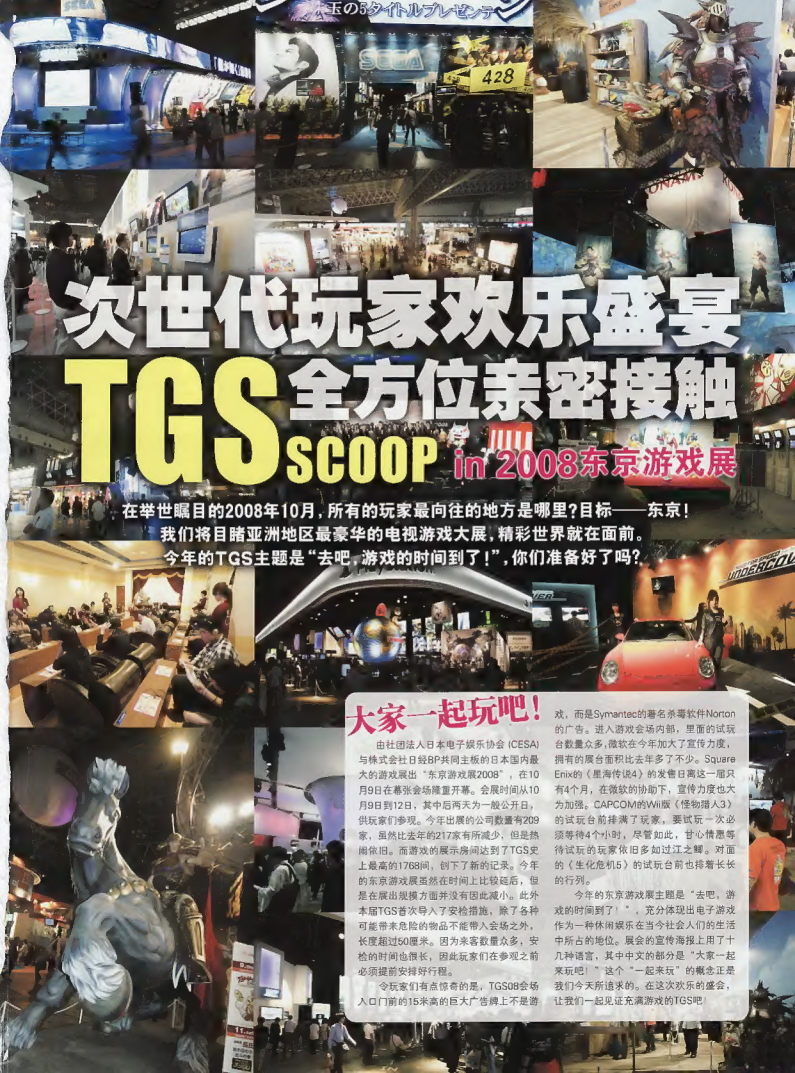 SEGA
玉の5タイトルプレゼンテ
SEGA
428
KONAMI
次世代玩家欢乐盛宴
TGS
全方位亲密接触
SCOOP in 2008东京游戏展
在举世瞩目的2008年10月，所有的玩家最向往的地方是哪里?目标——东京!
我们将目睹亚洲地区最豪华的电视游戏大展,精彩世界就在面前。
今年的TGS主题是“去吧,游戏的时间到了!”,你们准备好了吗?
UNDERCOVER
大家一起玩吧!
由社团法人日本电子娱乐协会 (CESA)
与株式会社日经BP共同主板的日本国内最
大的游戏展出“东京游戏展2008”，在10
月9日在幕张会场隆重开幕。会展时间从10
月9日到12日，其中后两天为一般公开日，
供玩家们参观。今年出展的公司数量有209
家，虽然比去年的217家有所减少，但是热
闹依旧。而游戏的展示房间达到了TGS史
上最高的1768间，创下了新的记录。今年
的东京游戏展虽然在时间上比较延后，但
是在展出规模方面并没有因此减小。此外
本届TGS首次导入了安检措施，除了各种
可能带来危险的物品不能带入会场之外，
长度超过50厘米。因为来客数量众多，安
检的时间也很长，因此玩家们在参观之前
必须提前安排好行程。
令玩家们有点惊奇的是，TGS08会场
入口门前的15米高的巨大广告牌上不是游
戏，而是Symantec的著名杀毒软件Norton
的广告。进入游戏会场内部，里面的试玩
台数量众多,微软在今年加大了宣传力度，
拥有的展台面积比去年多了不少。Square
Enix的《星海传说4》的发售日离这一届只
有4个月，在微软的协助下，宣传力度也大
为加强。CAPCOM的Wii版《怪物猎人3》
的试玩台前排满了玩家，要试玩一次必
须等待4个小时，尽管如此，甘心情愿等
待试玩的玩家依旧多如过江之鲫。对面
的《生化危机5》的试玩台前也排着长长
的行列。
今年的东京游戏展主题是“去吧，游
戏的时间到了！”，充分体现出电子游戏
作为一种休闲娱乐在当今社会人们的生活
中所占的地位。展会的宣传海报上用了十
几种语言，其中中文的部分是“大家一起
来玩吧！”这个“一起来玩”的概念正是
我们今天所追求的。在这次欢乐的盛会，
让我们一起见证充满游戏的TGS吧!